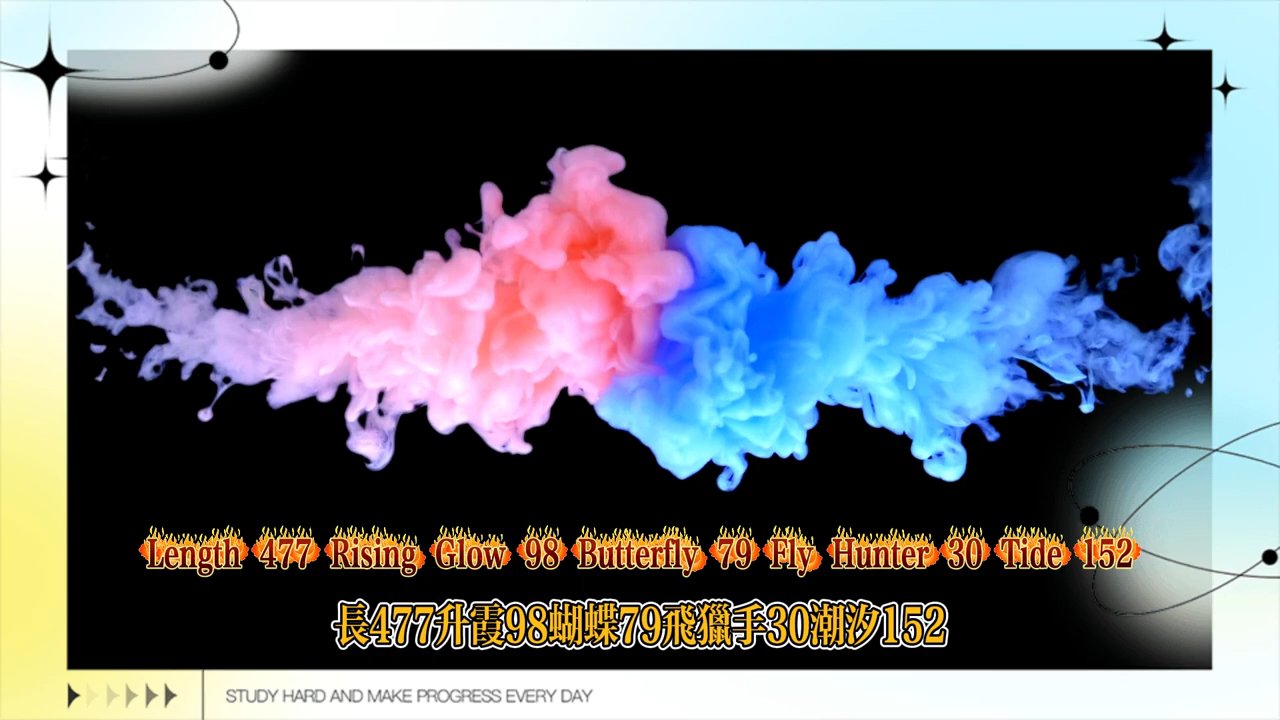 Length 477 Rising Glow 98 Butterfly 79 Fly Hunter 30 Tide 152
長477升霞98蝴蝶79飛獵手30潮汐152
STUDY HARD AND MAKE PROGRESS EVERY DAY